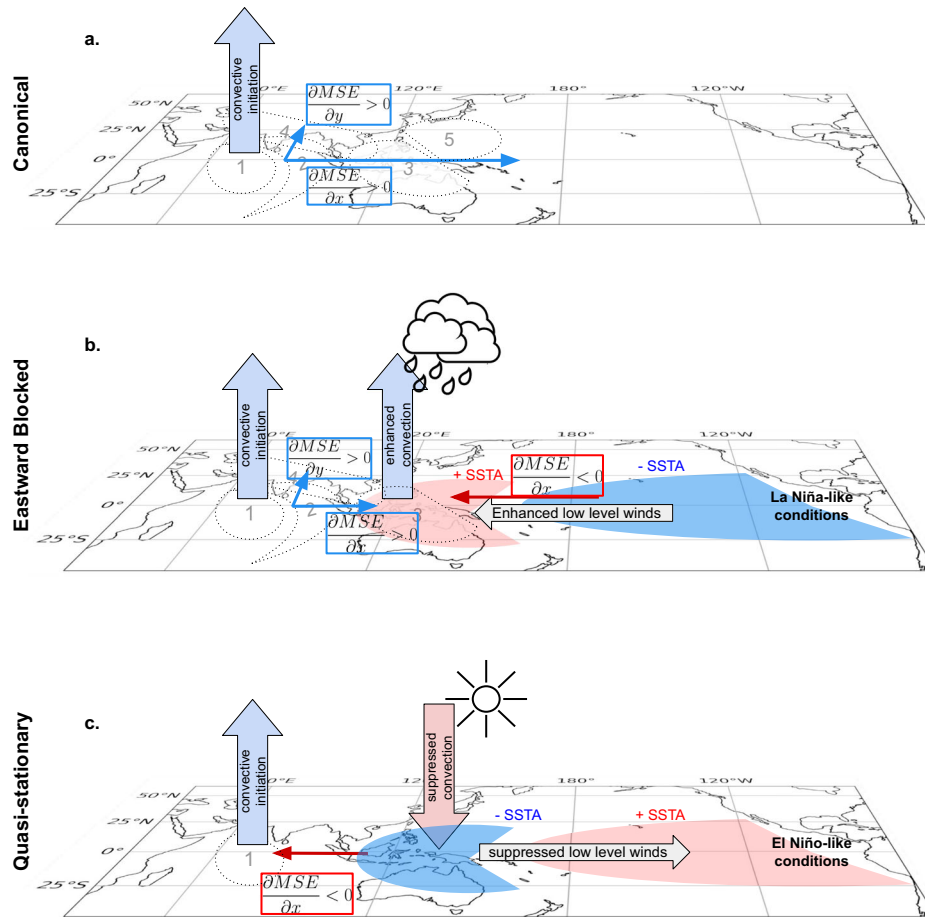 a.
Canonical
convective
initiation
°E
120°E
180°
120°W
50°N
25°N
0°
25°S
∂MSE/∂y > 0
4
5
1
2
3
∂MSE/∂x > 0
b.
Eastward Blocked
convective
initiation
enhanced
convection
°E
180°
120°W
50°N
25°N
0°
25°S
∂MSE/∂y > 0
+ SSTA
∂MSE/∂x < 0
- SSTA
4
1
2
3
Enhanced low level winds
La Niña-like
conditions
∂MSE/∂x > 0
c.
Quasi-stationary
convective
initiation
suppressed
convection
°E
120°E
180°
120°W
50°N
25°N
0°
25°S
- SSTA
+ SSTA
1
suppressed low level winds
El Niño-like
conditions
∂MSE/∂x < 0